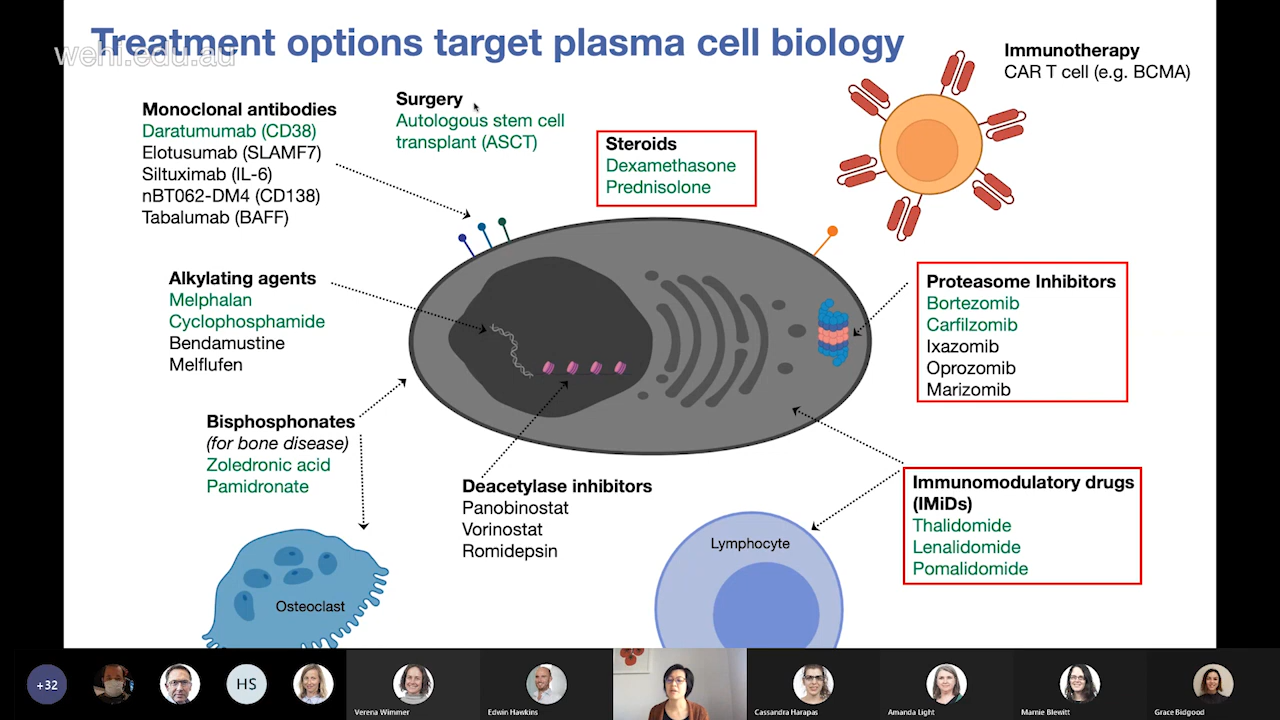 Treatment options target plasma cell biology
wehi.edu.au
Immunotherapy
CAR T cell (e.g. BCMA)
Monoclonal antibodies
Daratumumab (CD38)
Elotusumab (SLAMF7)
Siltuximab (IL-6)
nBT062-DM4 (CD138)
Tabalumab (BAFF)
Surgery
Autologous stem cell
transplant (ASCT)
Steroids
Dexamethasone
Prednisolone
Alkylating agents
Melphalan
Cyclophosphamide
Bendamustine
Melflufen
Proteasome Inhibitors
Bortezomib
Carfilzomib
Ixazomib
Oprozomib
Marizomib
Bisphosphonates
(for bone disease)
Zoledronic acid
Pamidronate
Deacetylase inhibitors
Panobinostat
Vorinostat
Romidepsin
Immunomodulatory drugs
(IMiDs)
Thalidomide
Lenalidomide
Pomalidomide
Lymphocyte
Osteoclast
+32
HS
Verena Wimmer
Edwin Hawkins
Cassandra Harapas
Amanda Light
Marnie Blewitt
Grace Bidgood